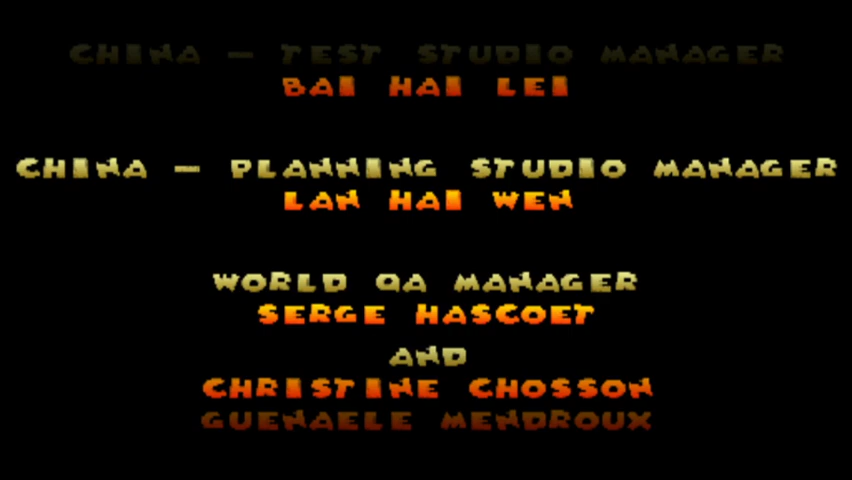 CHINA – TEST STUDIO MANAGER
BAI HAI LEI
CHINA – PLANNING STUDIO MANAGER
LAN HAI WEN
WORLD QA MANAGER
SERGE HASCOET
AND
CHRISTINE CHOSSON
GUENAELE MENDROUX